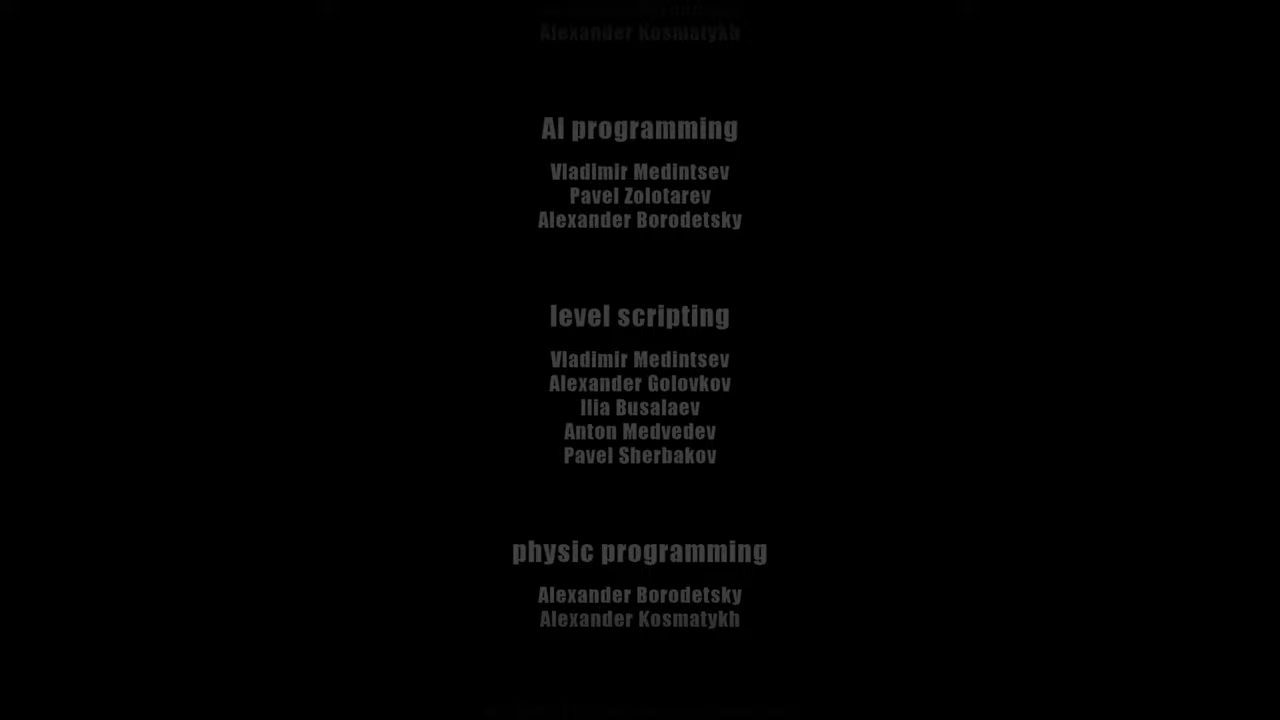 Alexander Kosmatykh
AI programming
Vladimir Medintsev
Pavel Zolotarev
Alexander Borodetsky
level scripting
Vladimir Medintsev
Alexander Golovkov
Ilia Busalaev
Anton Medvedev
Pavel Sherbakov
physic programming
Alexander Borodetsky
Alexander Kosmatykh